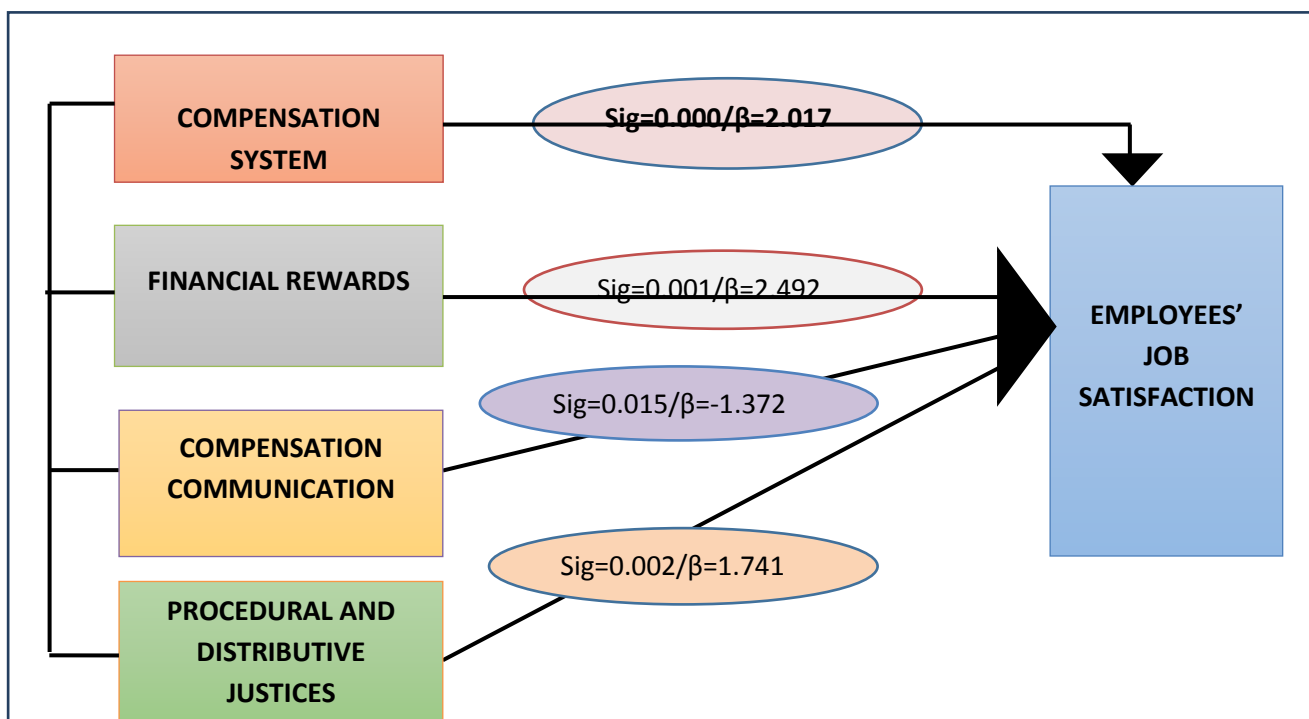 COMPENSATION
SYSTEM
Sig=0.000/β=2.017
FINANCIAL REWARDS
Sig=0.001/β=2.492
EMPLOYEES’
JOB
SATISFACTION
COMPENSATION
COMMUNICATION
Sig=0.015/β=-1.372
PROCEDURAL AND
DISTRIBUTIVE
JUSTICES
Sig=0.002/β=1.741